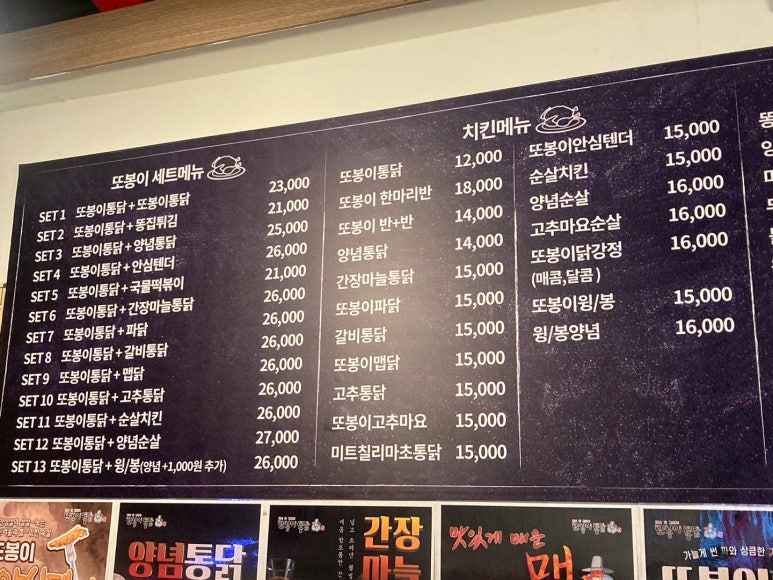 또봉이 세트메뉴
SET 1 또봉이통닭 + 또봉이통닭 23,000
SET 2 또봉이통닭 + 똥집튀김 21,000
SET 3 또봉이통닭 + 양념통닭 25,000
SET 4 또봉이통닭 + 안심텐더 26,000
SET 5 또봉이통닭 + 국물떡볶이 21,000
SET 6 또봉이통닭 + 간장마늘통닭 26,000
SET 7 또봉이통닭 + 파닭 26,000
SET 8 또봉이통닭 + 갈비통닭 26,000
SET 9 또봉이통닭 + 맵닭 26,000
SET 10 또봉이통닭 + 고추통닭 26,000
SET 11 또봉이통닭 + 순살치킨 26,000
SET 12 또봉이통닭 + 양념순살 27,000
SET 13 또봉이통닭 + 윙/봉(양념 +1,000원 추가) 26,000
치킨메뉴
또봉이통닭 12,000
또봉이 한마리반 18,000
또봉이 반+반 14,000
양념통닭 14,000
간장마늘통닭 15,000
또봉이파닭 15,000
갈비통닭 15,000
또봉이맵닭 15,000
고추통닭 15,000
또봉이고추마요 15,000
미트칠리마초통닭 15,000
또봉이안심텐더 15,000
순살치킨 15,000
양념순살 16,000
고추마요순살 16,000
또봉이닭강정 16,000
(매콤,달콤)
또봉이윙/봉 15,000
윙/봉양념 16,000
또봉이
양념통닭
간장
마늘
맛있게 매운
맵
가늘게 썬 파와 상큼한
또봉이